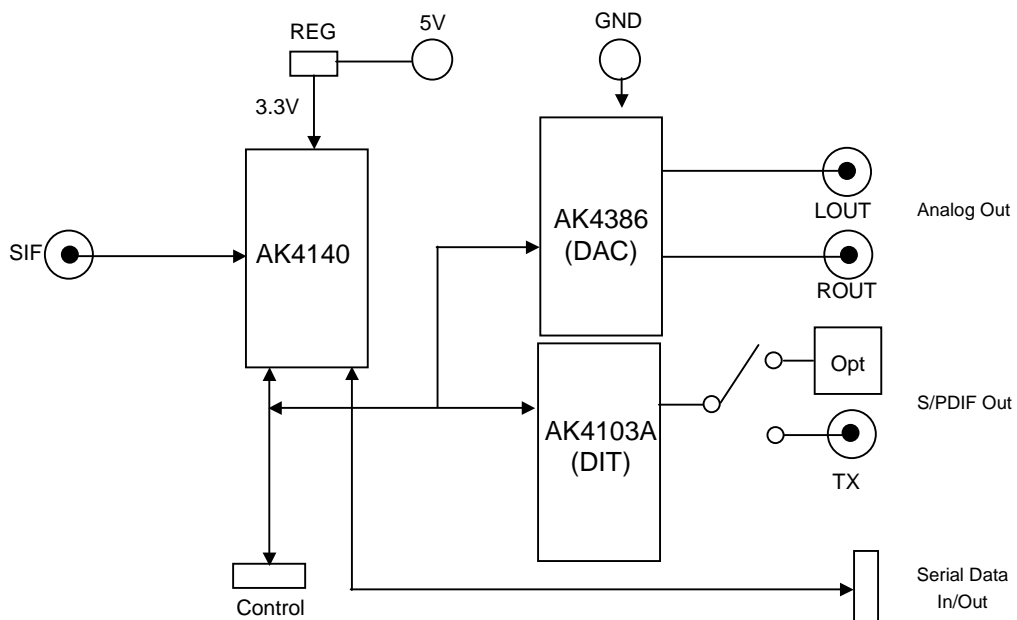 REG
5V
GND
3.3V
SIF
AK4140
AK4386
(DAC)
LOUT
Analog Out
ROUT
Opt
S/PDIF Out
AK4103A
(DIT)
TX
Control
Serial Data
In/Out